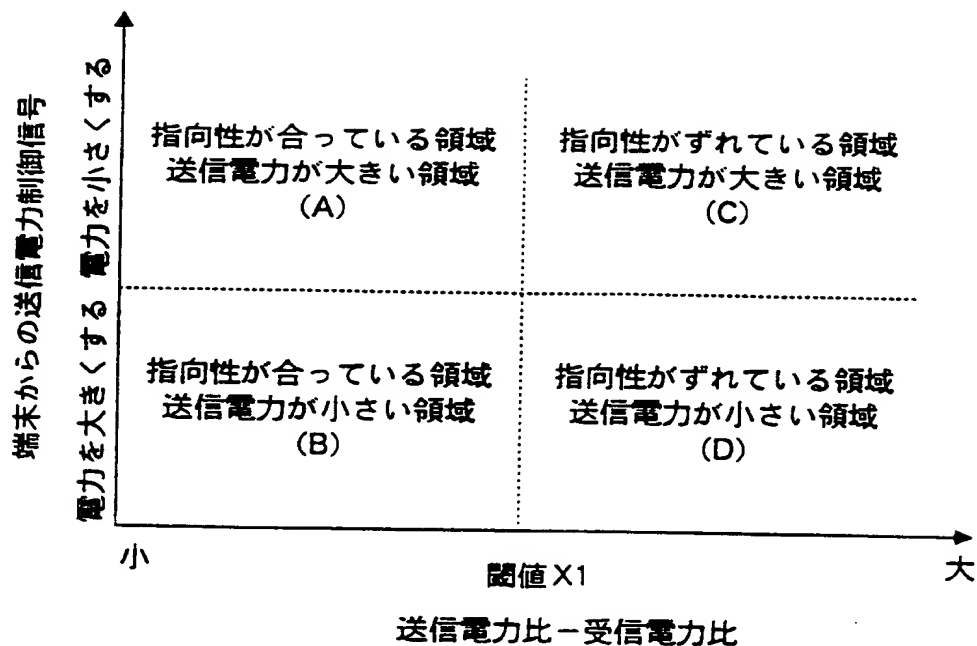 端末からの送信電力制御信号
電力を大きくする 電力を小さくする
指向性が合っている領域
送信電力が大きい領域
(A)
指向性がずれている領域
送信電力が大きい領域
(C)
指向性が合っている領域
送信電力が小さい領域
(B)
指向性がずれている領域
送信電力が小さい領域
(D)
小
閾値X1
大
送信電力比－受信電力比